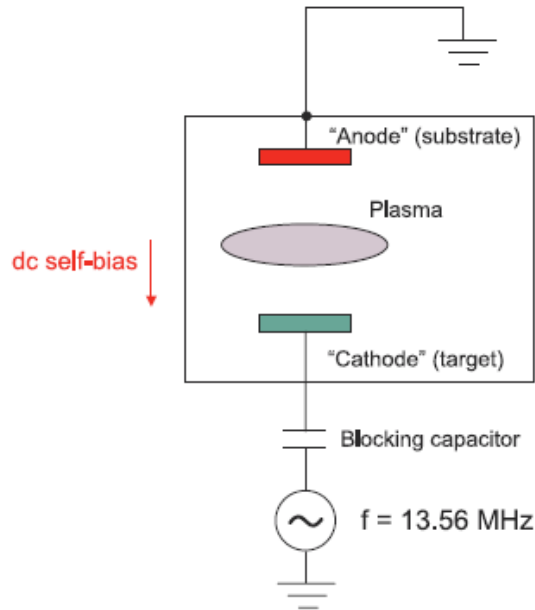 “Anode” (substrate)
Plasma
dc self-bias
“Cathode” (target)
Blocking capacitor
f = 13.56 MHz